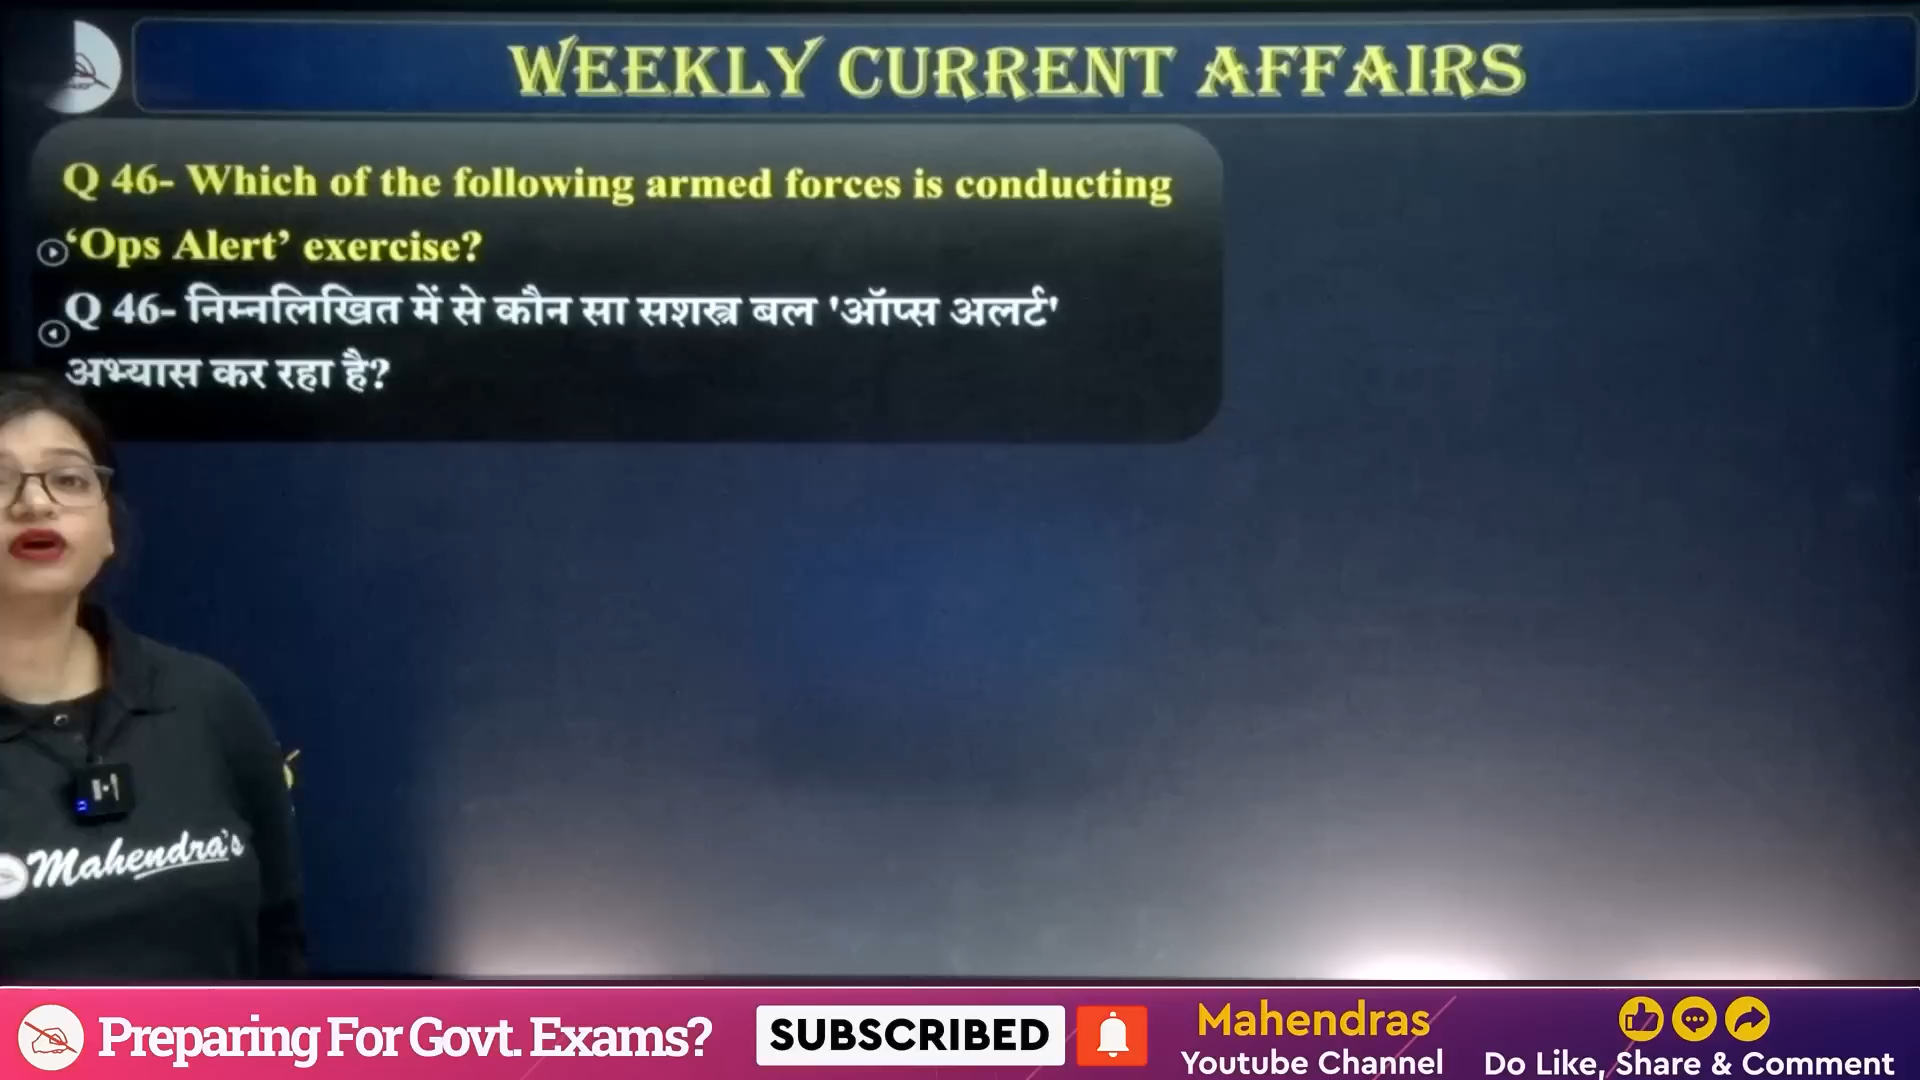 WEEKLY CURRENT AFFAIRS
Q 46- Which of the following armed forces is conducting
‘Ops Alert’ exercise?
Q 46- निम्नलिखित में से कौन सा सशस्त्र बल 'ऑप्स अलर्ट'
अभ्यास कर रहा है?
Mahendra's
Preparing For Govt. Exams?
SUBSCRIBED
Mahendras
Youtube Channel
Do Like, Share & Comment